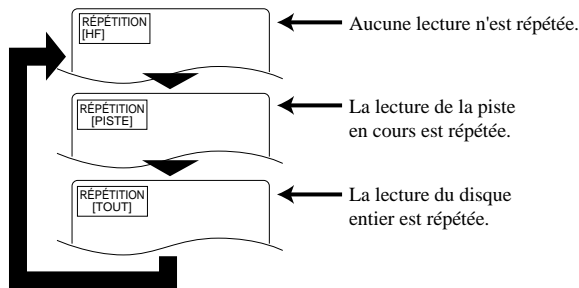 RÉPÉTITION
[HF]
Aucune lecture n'est répétée.
RÉPÉTITION
[PISTE]
La lecture de la piste
en cours est répétée.
RÉPÉTITION
[TOUT]
La lecture du disque
entier est répétée.